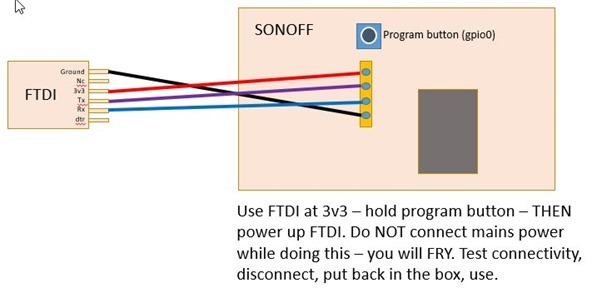 SONOFF
Program button (gpio0)
FTDI
Ground
Nc
3v3
Tx
Rx
dtr
Use FTDI at 3v3 – hold program button – THEN
power up FTDI. Do NOT connect mains power
while doing this – you will FRY. Test connectivity,
disconnect, put back in the box, use.